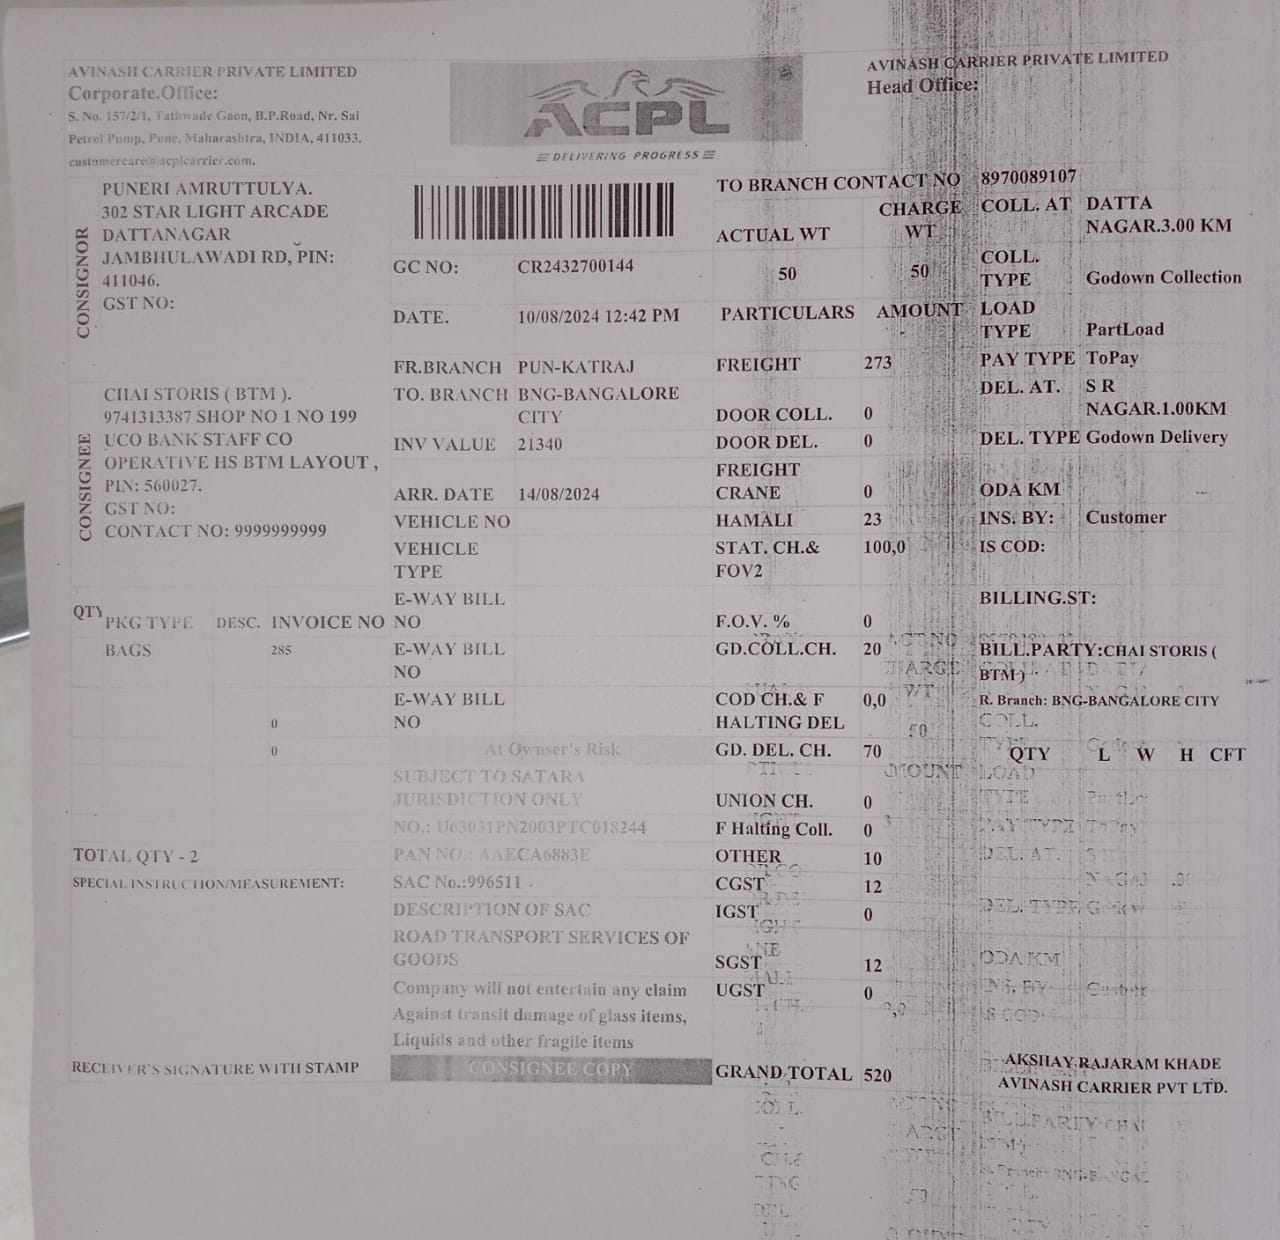 AVINASH CARRIER PRIVATE LIMITED
Corporate.Office:
S. No. 157/2/1, Tathwade Gaon, B.P.Road, Nr. Sai
Petrol Pump, Pune, Maharashtra, INDIA, 411033.
customercare@acplcarrier.com.
ACPL
DELIVERING PROGRESS
AVINASH CARRIER PRIVATE LIMITED
Head Office:
CONSIGNOR
PUNERI AMRUTTULYA.
302 STAR LIGHT ARCADE
DATTANAGAR
JAMBHULAWADI RD, PIN:
411046.
GST NO:
CONSIGNEE
CHAI STORIS ( BTM ).
9741313387 SHOP NO 1 NO 199
UCO BANK STAFF CO
OPERATIVE HS BTM LAYOUT ,
PIN: 560027.
GST NO:
CONTACT NO: 9999999999
QTY PKG TYPE DESC. INVOICE NO
BAGS 285
0
0
TOTAL QTY - 2
SPECIAL INSTRUCTION/MEASUREMENT:
RECEIVER'S SIGNATURE WITH STAMP
GC NO: CR2432700144
DATE. 10/08/2024 12:42 PM
FR.BRANCH PUN-KATRAJ
TO. BRANCH BNG-BANGALORE
CITY
INV VALUE 21340
ARR. DATE 14/08/2024
VEHICLE NO
VEHICLE
TYPE
E-WAY BILL
NO
E-WAY BILL
NO
E-WAY BILL
NO
At Ownser's Risk
SUBJECT TO SATARA
JURISDICTION ONLY
NO.: U63031PN2003PTC018244
PAN NO.: AAECA6883E
SAC No.:996511 .
DESCRIPTION OF SAC
ROAD TRANSPORT SERVICES OF
GOODS
Company will not entertain any claim
Against transit damage of glass items,
Liquids and other fragile items
CONSIGNEE COPY
TO BRANCH CONTACT NO 8970089107
ACTUAL WT CHARGE
WT
50 50
PARTICULARS AMOUNT
FREIGHT 273
DOOR COLL. 0
DOOR DEL. 0
FREIGHT
CRANE 0
HAMALI 23
STAT. CH.& 100,0
FOV2
F.O.V. % 0
GD.COLL.CH. 20
COD CH.& F 0,0
HALTING DEL
GD. DEL. CH. 70
UNION CH. 0
F Halting Coll. 0
OTHER 10
CGST 12
IGST 0
SGST 12
UGST 0
GRAND TOTAL 520
COLL. AT DATTA
NAGAR.3.00 KM
COLL.
TYPE Godown Collection
LOAD
TYPE PartLoad
PAY TYPE ToPay
DEL. AT. S R
NAGAR.1.00KM
DEL. TYPE Godown Delivery
ODA KM
INS. BY: Customer
IS COD:
BILLING.ST:
BILL.PARTY:CHAI STORIS (
BTM )
R. Branch: BNG-BANGALORE CITY
QTY L W H CFT
AKSHAY RAJARAM KHADE
AVINASH CARRIER PVT LTD.